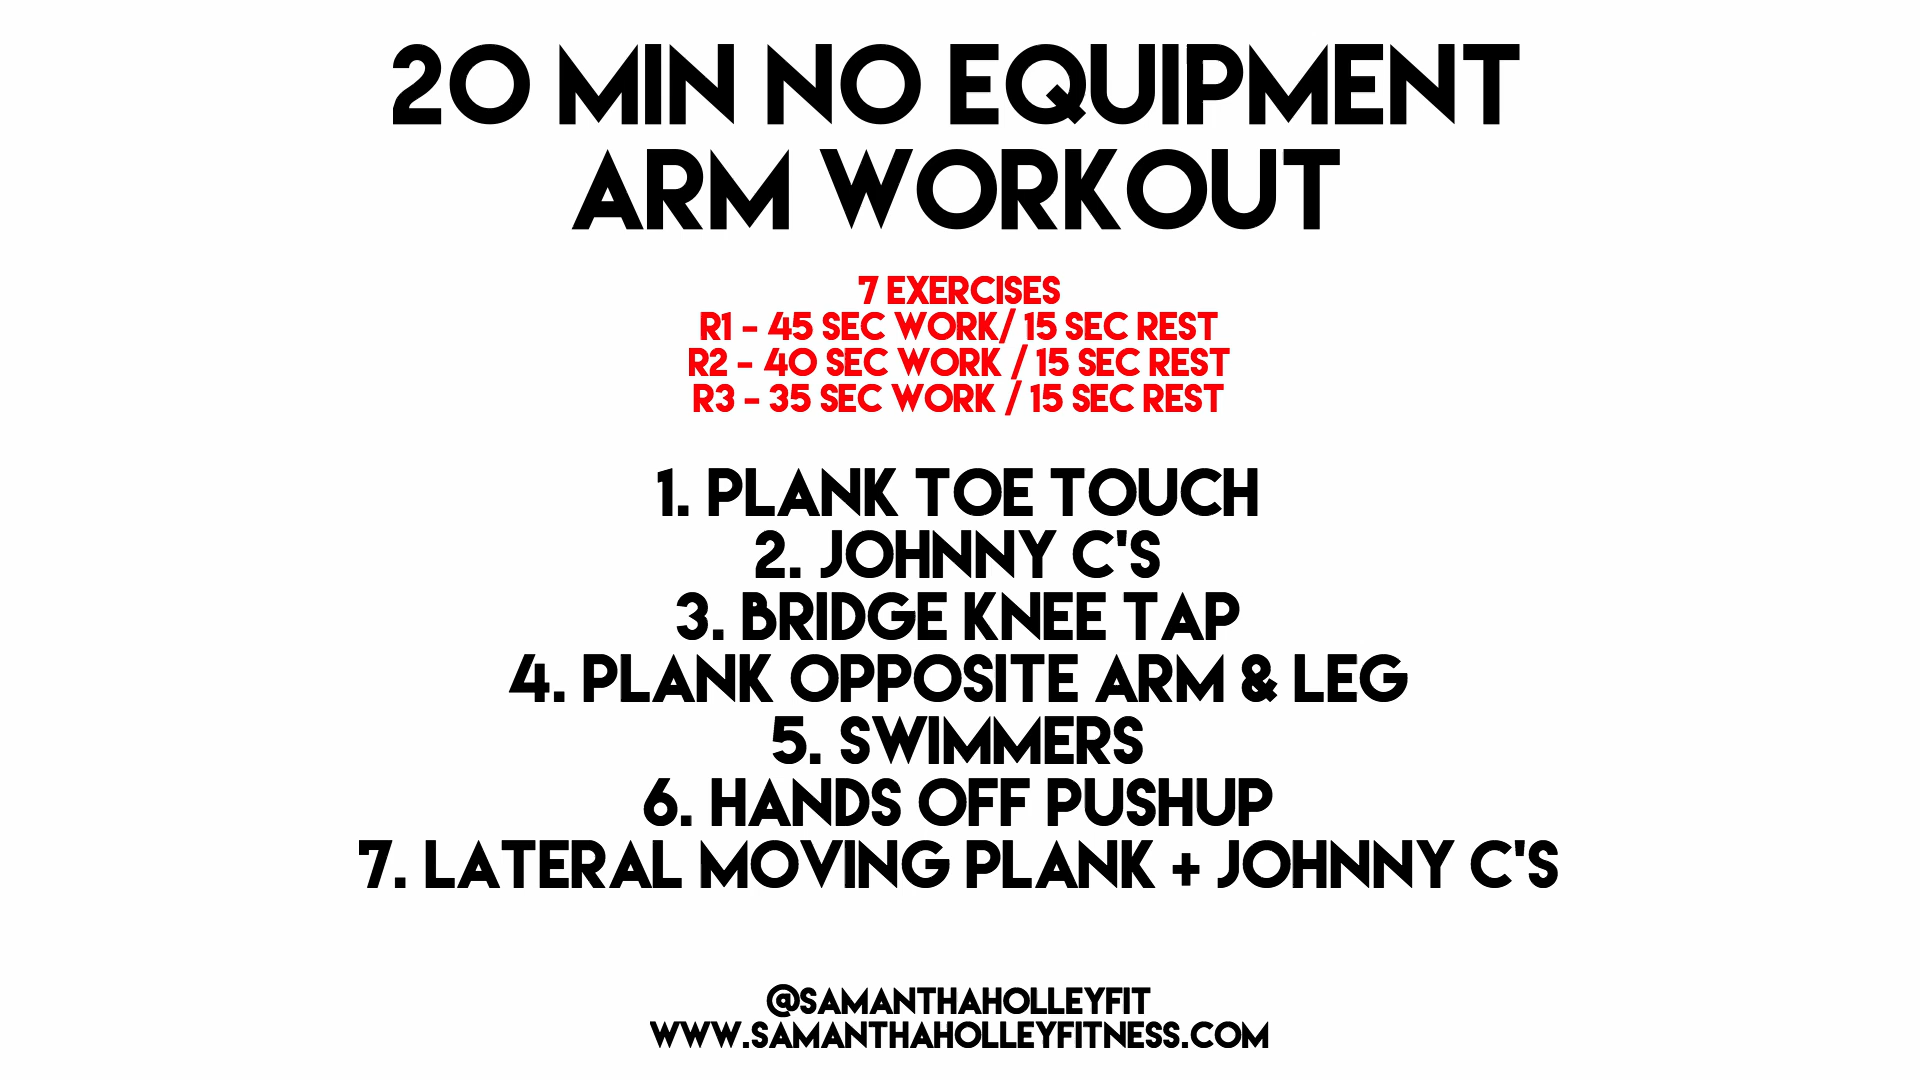 20 MIN NO EQUIPMENT
ARM WORKOUT
7 EXERCISES
R1 - 45 SEC WORK/ 15 SEC REST
R2 - 40 SEC WORK / 15 SEC REST
R3 - 35 SEC WORK / 15 SEC REST
1. PLANK TOE TOUCH
2. JOHNNY C'S
3. BRIDGE KNEE TAP
4. PLANK OPPOSITE ARM & LEG
5. SWIMMERS
6. HANDS OFF PUSHUP
7. LATERAL MOVING PLANK + JOHNNY C'S
@SAMANTHAHOLLEYFIT
WWW.SAMANTHAHOLLEYFITNESS.COM